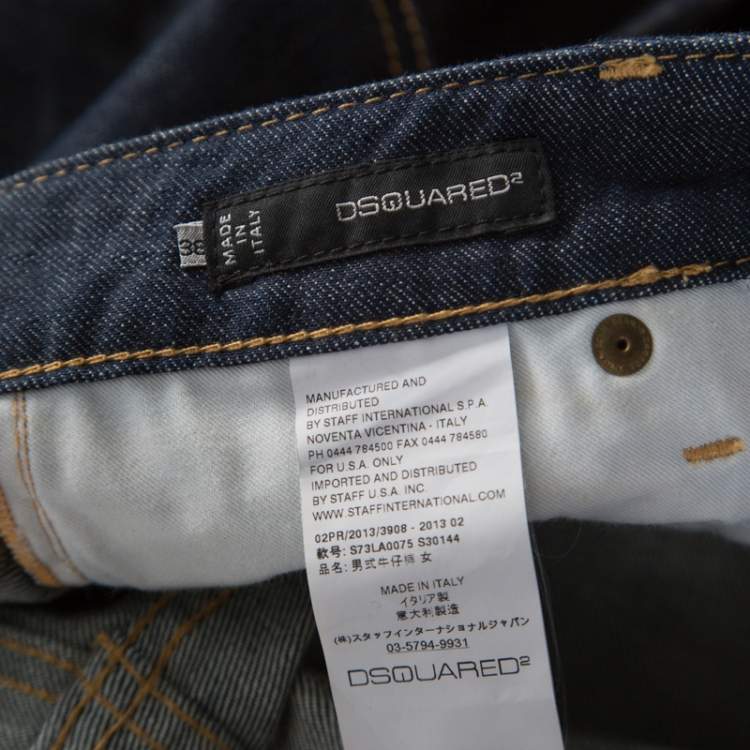 DSQUARED²
MADE
IN
ITALY
38
MANUFACTURED AND
DISTRIBUTED
BY STAFF INTERNATIONAL S.P.A.
NOVENTA VICENTINA - ITALY
PH 0444 784500 FAX 0444 784580
FOR U.S.A. ONLY
IMPORTED AND DISTRIBUTED
BY STAFF U.S.A. INC
WWW.STAFFINTERNATIONAL.COM
02PR/2013/3908 - 2013 02
款号: S73LA0075 S30144
品名: 男式牛仔裤 女
MADE IN ITALY
イタリア製
意大利製造
(株)スタッフインターナショナルジャパン
03-5794-9931
DSQUARED²